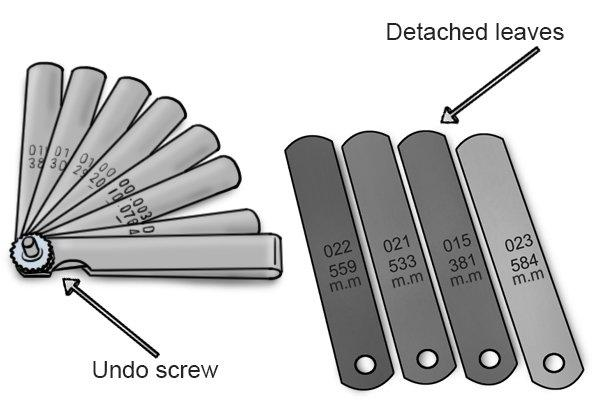 Detached leaves
022
559
m.m
021
533
m.m
015
381
m.m
023
584
m.m
Undo screw